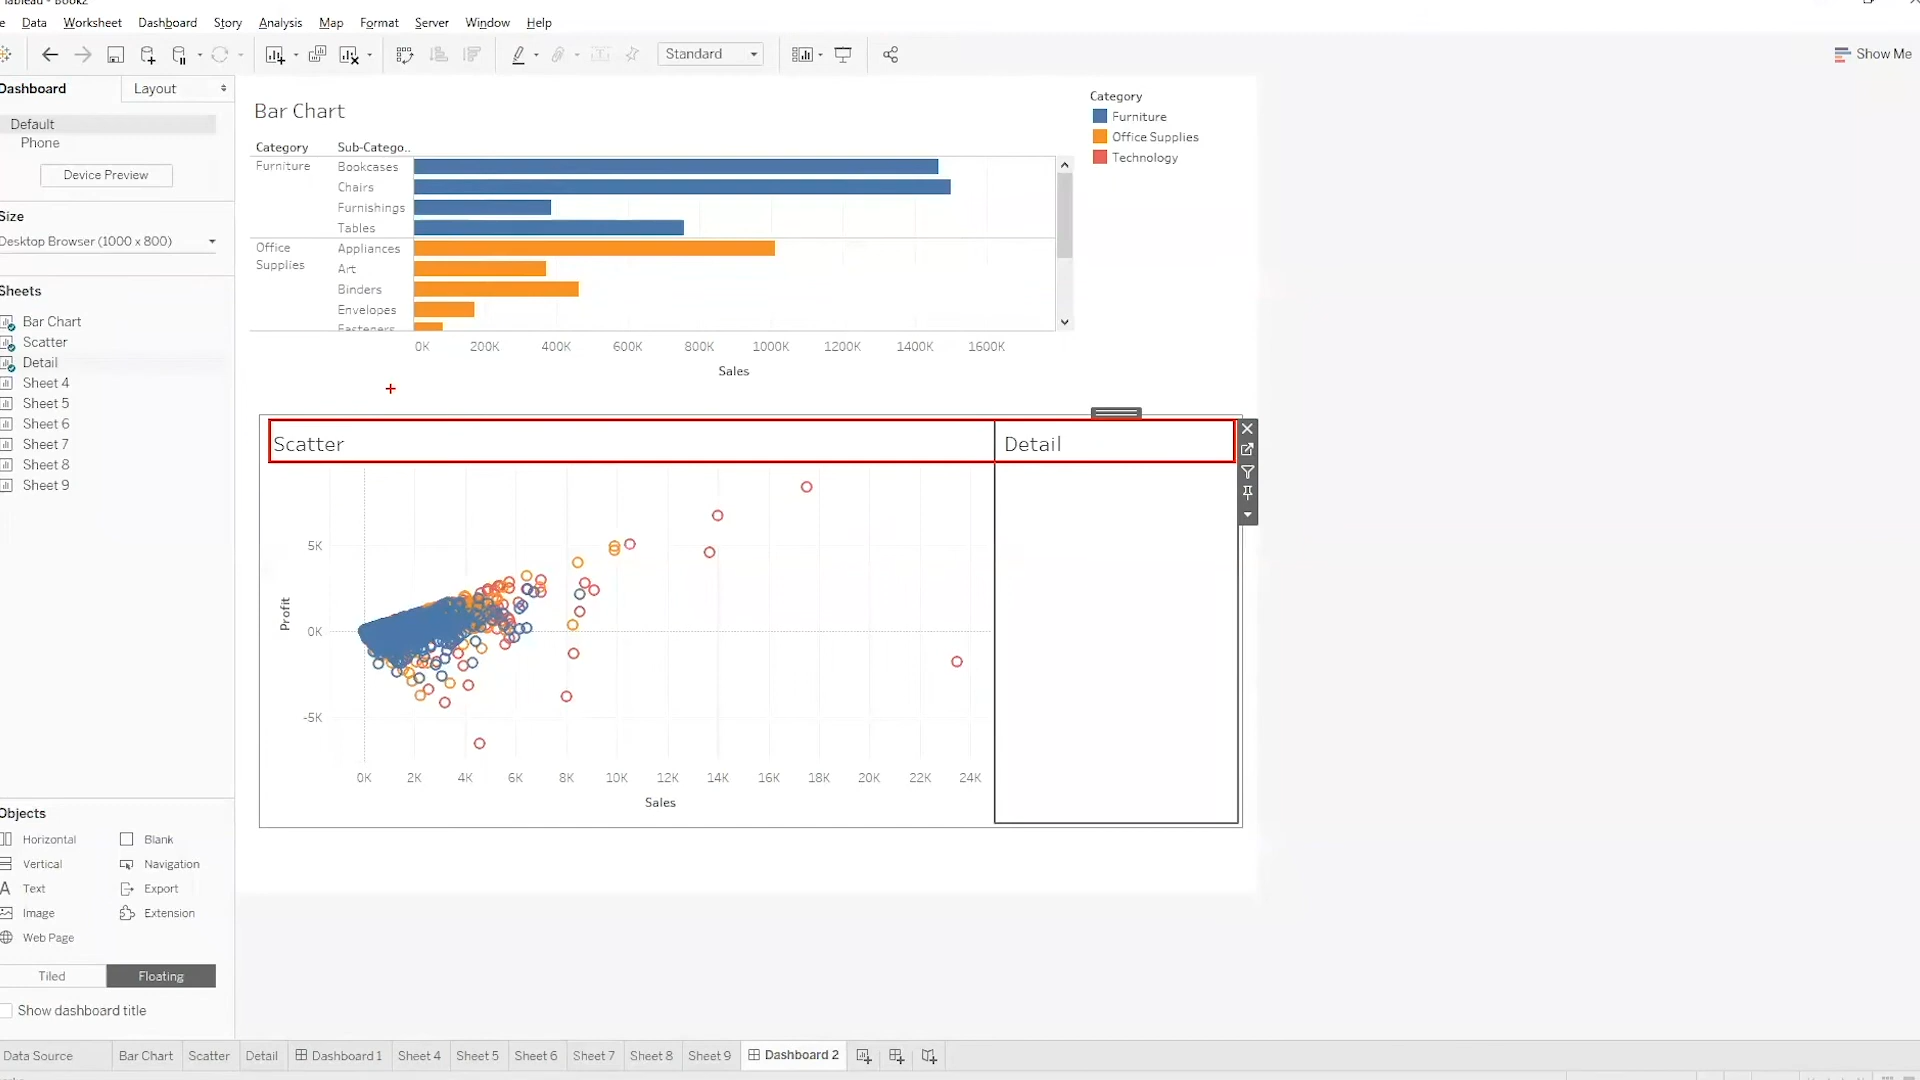 Tableau - Book2
Data Worksheet Dashboard Story Analysis Map Format Server Window Help
Standard
Show Me
Dashboard
Layout
Default
Phone
Device Preview
Size
Desktop Browser (1000 x 800)
Sheets
Bar Chart
Scatter
Detail
Sheet 4
Sheet 5
Sheet 6
Sheet 7
Sheet 8
Sheet 9
Objects
Horizontal Blank
Vertical Navigation
Text Export
Image Extension
Web Page
Tiled Floating
Show dashboard title
Bar Chart
Category Sub-Catego..
Furniture Bookcases
Chairs
Furnishings
Tables
Office Supplies Appliances
Art
Binders
Envelopes
Fasteners
0K 200K 400K 600K 800K 1000K 1200K 1400K 1600K
Sales
Category
Furniture
Office Supplies
Technology
Scatter
Detail
5K
0K
-5K
Profit
0K 2K 4K 6K 8K 10K 12K 14K 16K 18K 20K 22K 24K
Sales
Data Source Bar Chart Scatter Detail Dashboard 1 Sheet 4 Sheet 5 Sheet 6 Sheet 7 Sheet 8 Sheet 9 Dashboard 2